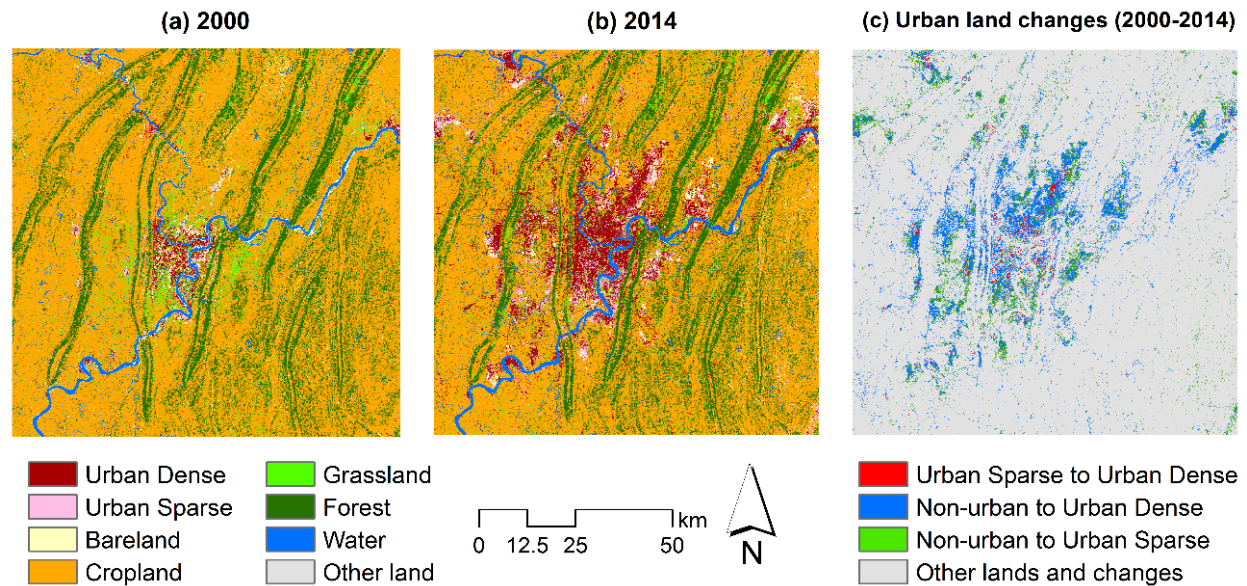 (a) 2000
(b) 2014
(c) Urban land changes (2000-2014)
Urban Dense
Urban Sparse
Bareland
Cropland
Grassland
Forest
Water
Other land
km
0 12.5 25 50
N
Urban Sparse to Urban Dense
Non-urban to Urban Dense
Non-urban to Urban Sparse
Other lands and changes